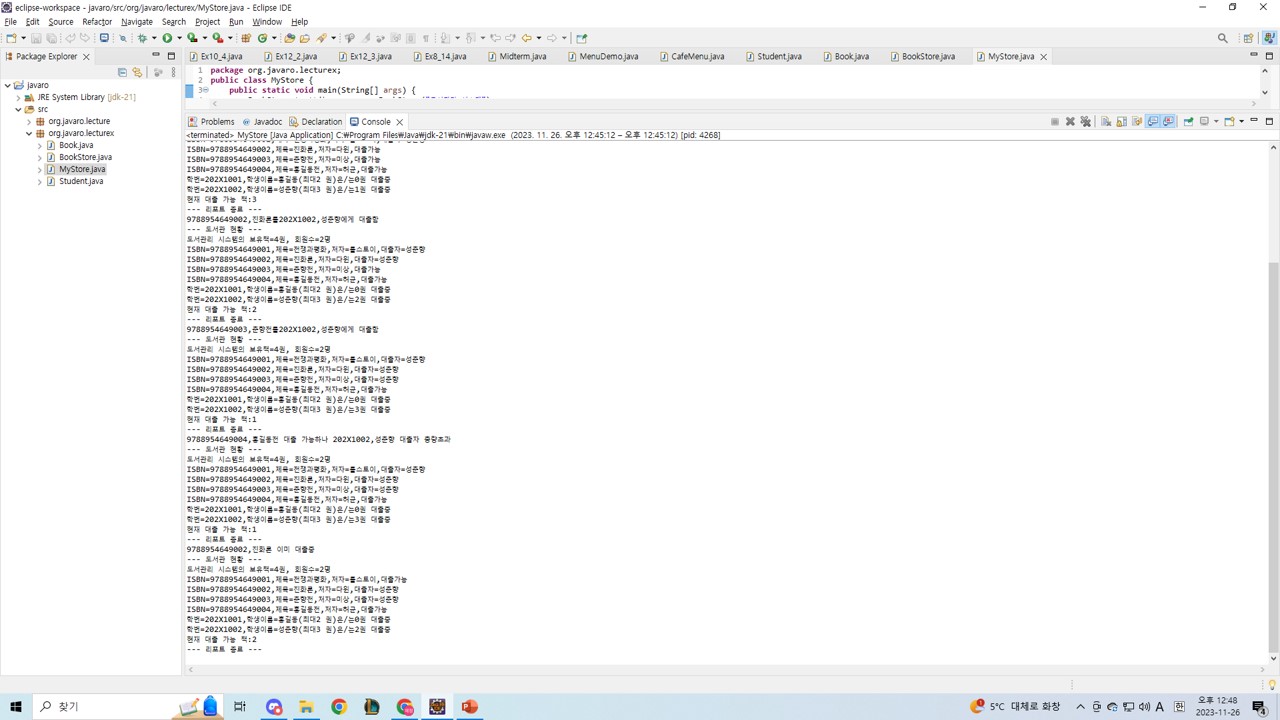 eclipse-workspace - javaro/src/org/javaro/lecturex/MyStore.java - Eclipse IDE
File Edit Source Refactor Navigate Search Project Run Window Help
Package Explorer
Ex10_4.java Ex12_2.java Ex12_3.java Ex8_14.java Midterm.java MenuDemo.java CafeMenu.java Student.java Book.java BookStore.java MyStore.java
javaro
JRE System Library [jdk-21]
src
org.javaro.lecture
org.javaro.lecturex
Book.java
BookStore.java
MyStore.java
Student.java
1 package org.javaro.lecturex;
2 public class MyStore {
3 public static void main(String[] args) {
Problems Javadoc Declaration Console
<terminated> MyStore [Java Application] C:₩Program Files₩Java₩jdk-21₩bin₩javaw.exe (2023. 11. 26. 오후 12:45:12 – 오후 12:45:12) [pid: 4268]
ISBN=9788954649002,제목=진화론,저자=다윈,대출가능
ISBN=9788954649003,제목=춘향전,저자=미상,대출가능
ISBN=9788954649004,제목=홍길동전,저자=허균,대출가능
학번=202X1001,학생이름=홍길동(최대2 권)은/는0권 대출중
학번=202X1002,학생이름=성춘향(최대3 권)은/는1권 대출중
현재 대출 가능 책:3
--- 리포트 종료 ---
9788954649002,진화론를202X1002,성춘향에게 대출함
--- 도서관 현황 ---
도서관리 시스템의 보유책=4권, 회원수=2명
ISBN=9788954649001,제목=전쟁과평화,저자=톨스토이,대출자=성춘향
ISBN=9788954649002,제목=진화론,저자=다윈,대출자=성춘향
ISBN=9788954649003,제목=춘향전,저자=미상,대출가능
ISBN=9788954649004,제목=홍길동전,저자=허균,대출가능
학번=202X1001,학생이름=홍길동(최대2 권)은/는0권 대출중
학번=202X1002,학생이름=성춘향(최대3 권)은/는2권 대출중
현재 대출 가능 책:2
--- 리포트 종료 ---
9788954649003,춘향전를202X1002,성춘향에게 대출함
--- 도서관 현황 ---
도서관리 시스템의 보유책=4권, 회원수=2명
ISBN=9788954649001,제목=전쟁과평화,저자=톨스토이,대출자=성춘향
ISBN=9788954649002,제목=진화론,저자=다윈,대출자=성춘향
ISBN=9788954649003,제목=춘향전,저자=미상,대출자=성춘향
ISBN=9788954649004,제목=홍길동전,저자=허균,대출가능
학번=202X1001,학생이름=홍길동(최대2 권)은/는0권 대출중
학번=202X1002,학생이름=성춘향(최대3 권)은/는3권 대출중
현재 대출 가능 책:1
--- 리포트 종료 ---
9788954649004,홍길동전 대출 가능하나 202X1002,성춘향 대출자 총량초과
--- 도서관 현황 ---
도서관리 시스템의 보유책=4권, 회원수=2명
ISBN=9788954649001,제목=전쟁과평화,저자=톨스토이,대출자=성춘향
ISBN=9788954649002,제목=진화론,저자=다윈,대출자=성춘향
ISBN=9788954649003,제목=춘향전,저자=미상,대출자=성춘향
ISBN=9788954649004,제목=홍길동전,저자=허균,대출가능
학번=202X1001,학생이름=홍길동(최대2 권)은/는0권 대출중
학번=202X1002,학생이름=성춘향(최대3 권)은/는3권 대출중
현재 대출 가능 책:1
--- 리포트 종료 ---
9788954649002,진화론 이미 대출중
--- 도서관 현황 ---
도서관리 시스템의 보유책=4권, 회원수=2명
ISBN=9788954649001,제목=전쟁과평화,저자=톨스토이,대출가능
ISBN=9788954649002,제목=진화론,저자=다윈,대출자=성춘향
ISBN=9788954649003,제목=춘향전,저자=미상,대출자=성춘향
ISBN=9788954649004,제목=홍길동전,저자=허균,대출가능
학번=202X1001,학생이름=홍길동(최대2 권)은/는0권 대출중
학번=202X1002,학생이름=성춘향(최대3 권)은/는2권 대출중
현재 대출 가능 책:2
--- 리포트 종료 ---
찾기
5°C 대체로 화창
A 한
오후 12:48
2023-11-26
4